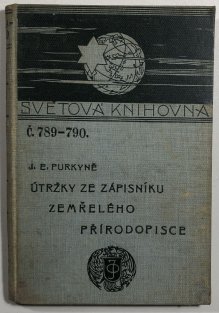 SVĚTOVÁ KNIHOVNA
Č. 789-790.
J. E. PURKYNĚ
ÚTRŽKY ZE ZÁPISNÍKU
ZEMŘELÉHO
PŘÍRODOPISCE